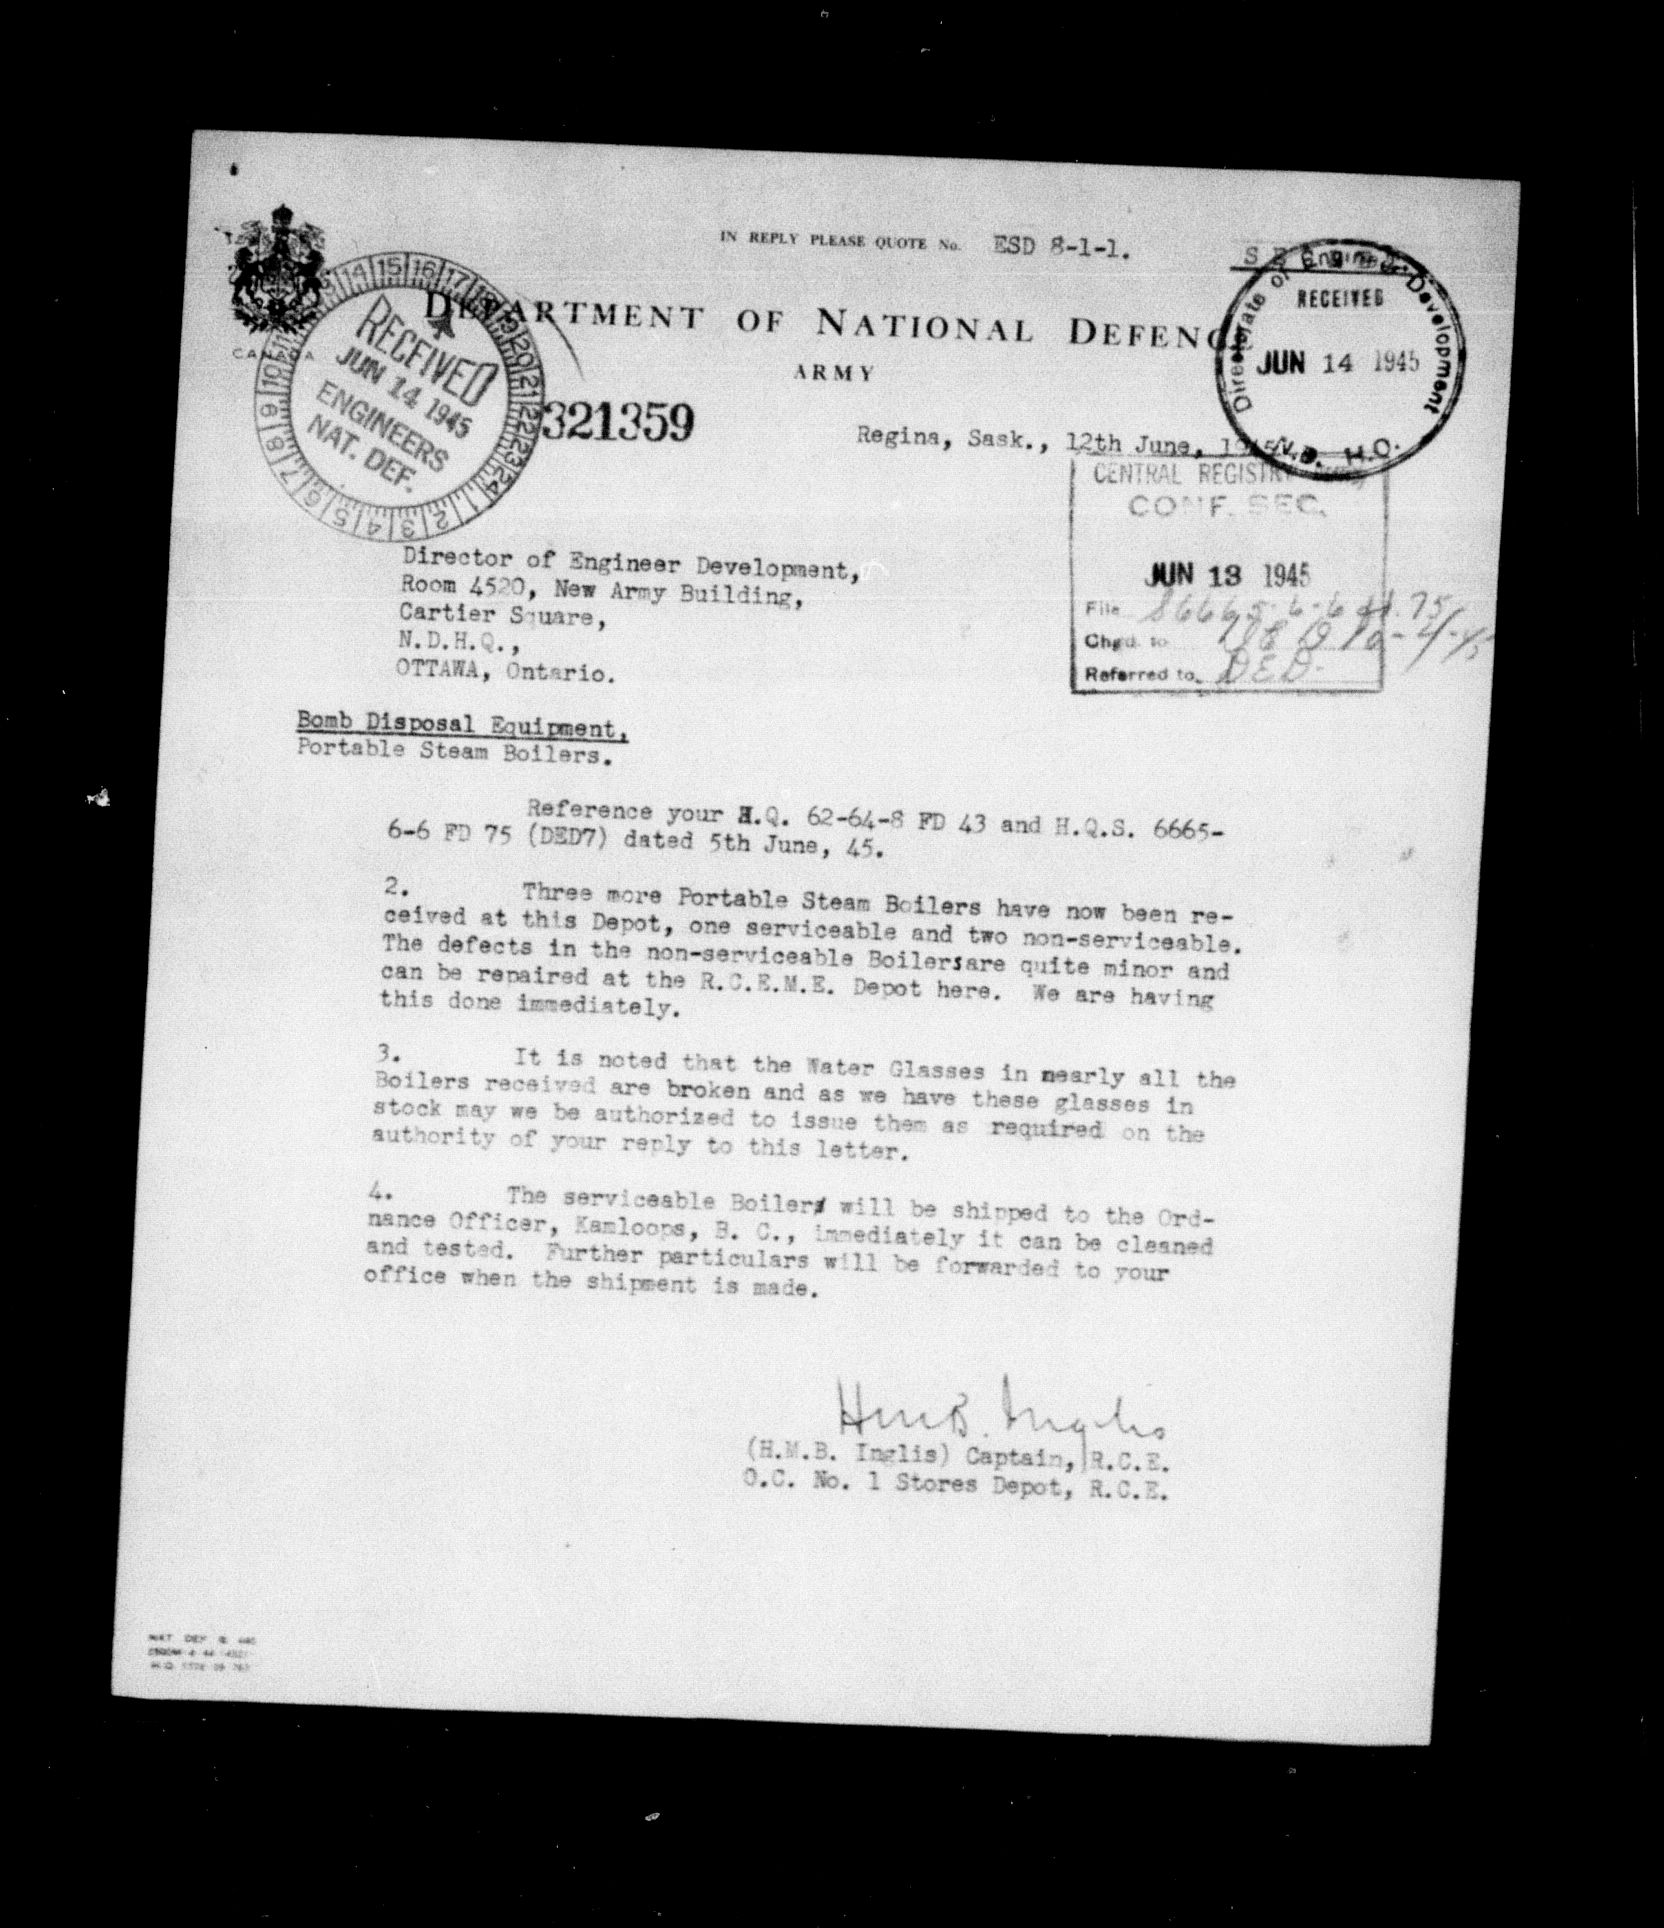 IN REPLY PLEASE QUOTE No. ESD 8-1-1.
CANADA
DEPARTMENT OF NATIONAL DEFENCE
ARMY
RECEIVED
JUN 14 1945
ENGINEERS
NAT. DEF.
321359
Directorate of Engineer Development
RECEIVED
JUN 14 1945
N.D. H.Q.
Regina, Sask., 12th June, 1945.
CENTRAL REGISTRY
CONF. SEC.
JUN 13 1945
File
Chgd. to
Referred to. DED
Director of Engineer Development,
Room 4520, New Army Building,
Cartier Square,
N.D.H.Q.,
OTTAWA, Ontario.
Bomb Disposal Equipment,
Portable Steam Boilers.
Reference your H.Q. 62-64-8 FD 43 and H.Q.S. 6665-
6-6 FD 75 (DED7) dated 5th June, 45.
2. Three more Portable Steam Boilers have now been re-
ceived at this Depot, one serviceable and two non-serviceable.
The defects in the non-serviceable Boilers are quite minor and
can be repaired at the R.C.E.M.E. Depot here. We are having
this done immediately.
3. It is noted that the Water Glasses in nearly all the
Boilers received are broken and as we have these glasses in
stock may we be authorized to issue them as required on the
authority of your reply to this letter.
4. The serviceable Boiler will be shipped to the Ord-
nance Officer, Kamloops, B. C., immediately it can be cleaned
and tested. Further particulars will be forwarded to your
office when the shipment is made.
HMB. Inglis
(H.M.B. Inglis) Captain, R.C.E.
O.C. No. 1 Stores Depot, R.C.E.